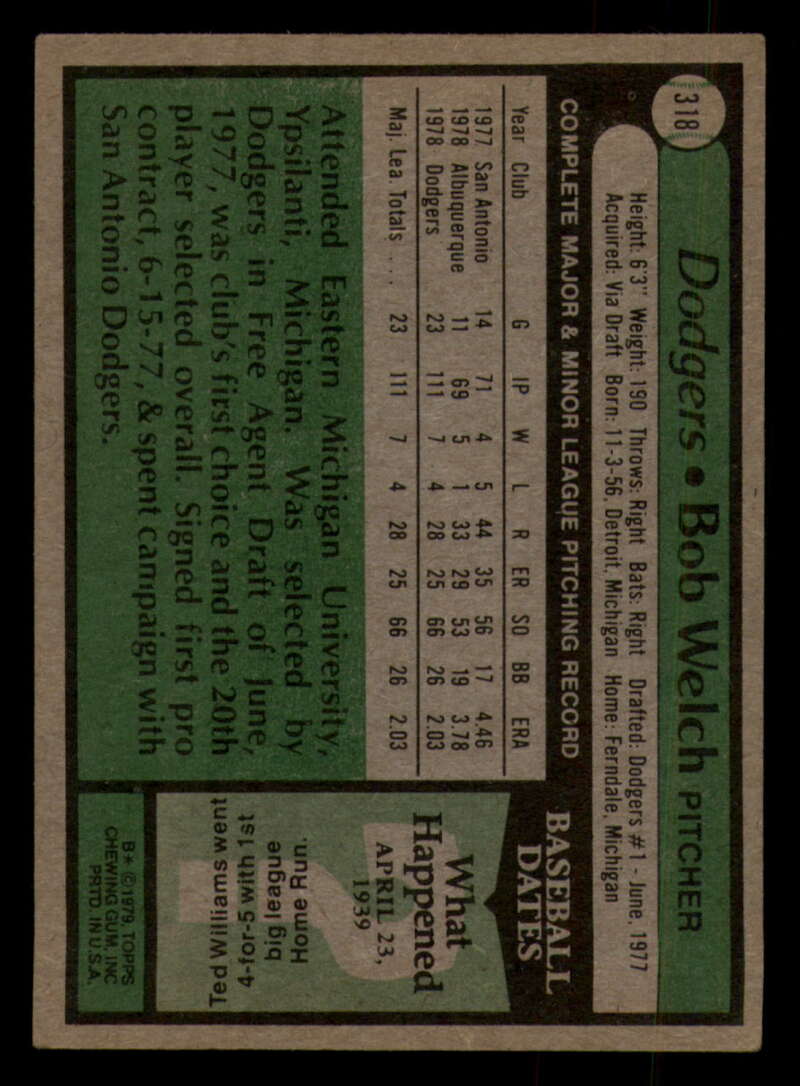 318
Dodgers • Bob Welch PITCHER
Height: 6'3" Weight: 190 Throws: Right Bats: Right Drafted: Dodgers #1 - June, 1977
Acquired: Via Draft Born: 11-3-56, Detroit, Michigan Home: Ferndale, Michigan
COMPLETE MAJOR & MINOR LEAGUE PITCHING RECORD
Year Club G IP W L R ER SO BB ERA
1977 San Antonio 14 71 4 5 44 35 56 17 4.46
1978 Albuquerque 11 69 5 1 33 29 53 19 3.78
1978 Dodgers 23 111 7 4 28 25 66 26 2.03
Maj. Lea. Totals . . . 23 111 7 4 28 25 66 26 2.03
Attended Eastern Michigan University,
Ypsilanti, Michigan. Was selected by
Dodgers in Free Agent Draft of June,
1977, was club's first choice and the 20th
player selected overall. Signed first pro
contract, 6-15-77, & spent campaign with
San Antonio Dodgers.
BASEBALL
DATES
What
Happened
APRIL 23,
1939
?
Ted Williams went
4-for-5 with 1st
big league
Home Run.
B* © 1979, TOPPS
CHEWING GUM, INC
PRTD. IN U.S.A.